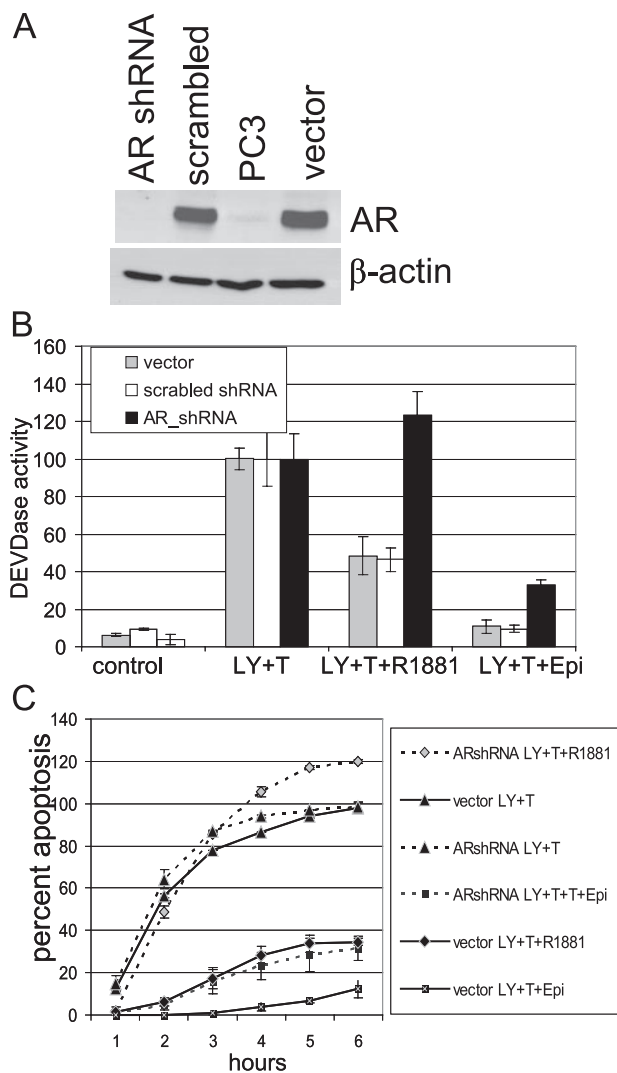 A
AR shRNA
scrambled
PC3
vector
AR
β-actin
B
160
140
120
100
80
60
40
20
0
DEVDase activity
vector
scrabled shRNA
AR_shRNA
control
LY+T
LY+T+R1881
LY+T+Epi
C
140
120
100
80
60
40
20
0
percent apoptosis
1
2
3
4
5
6
hours
ARshRNA LY+T+R1881
vector LY+T
ARshRNA LY+T
ARshRNA LY+T+T+Epi
vector LY+T+R1881
vector LY+T+Epi